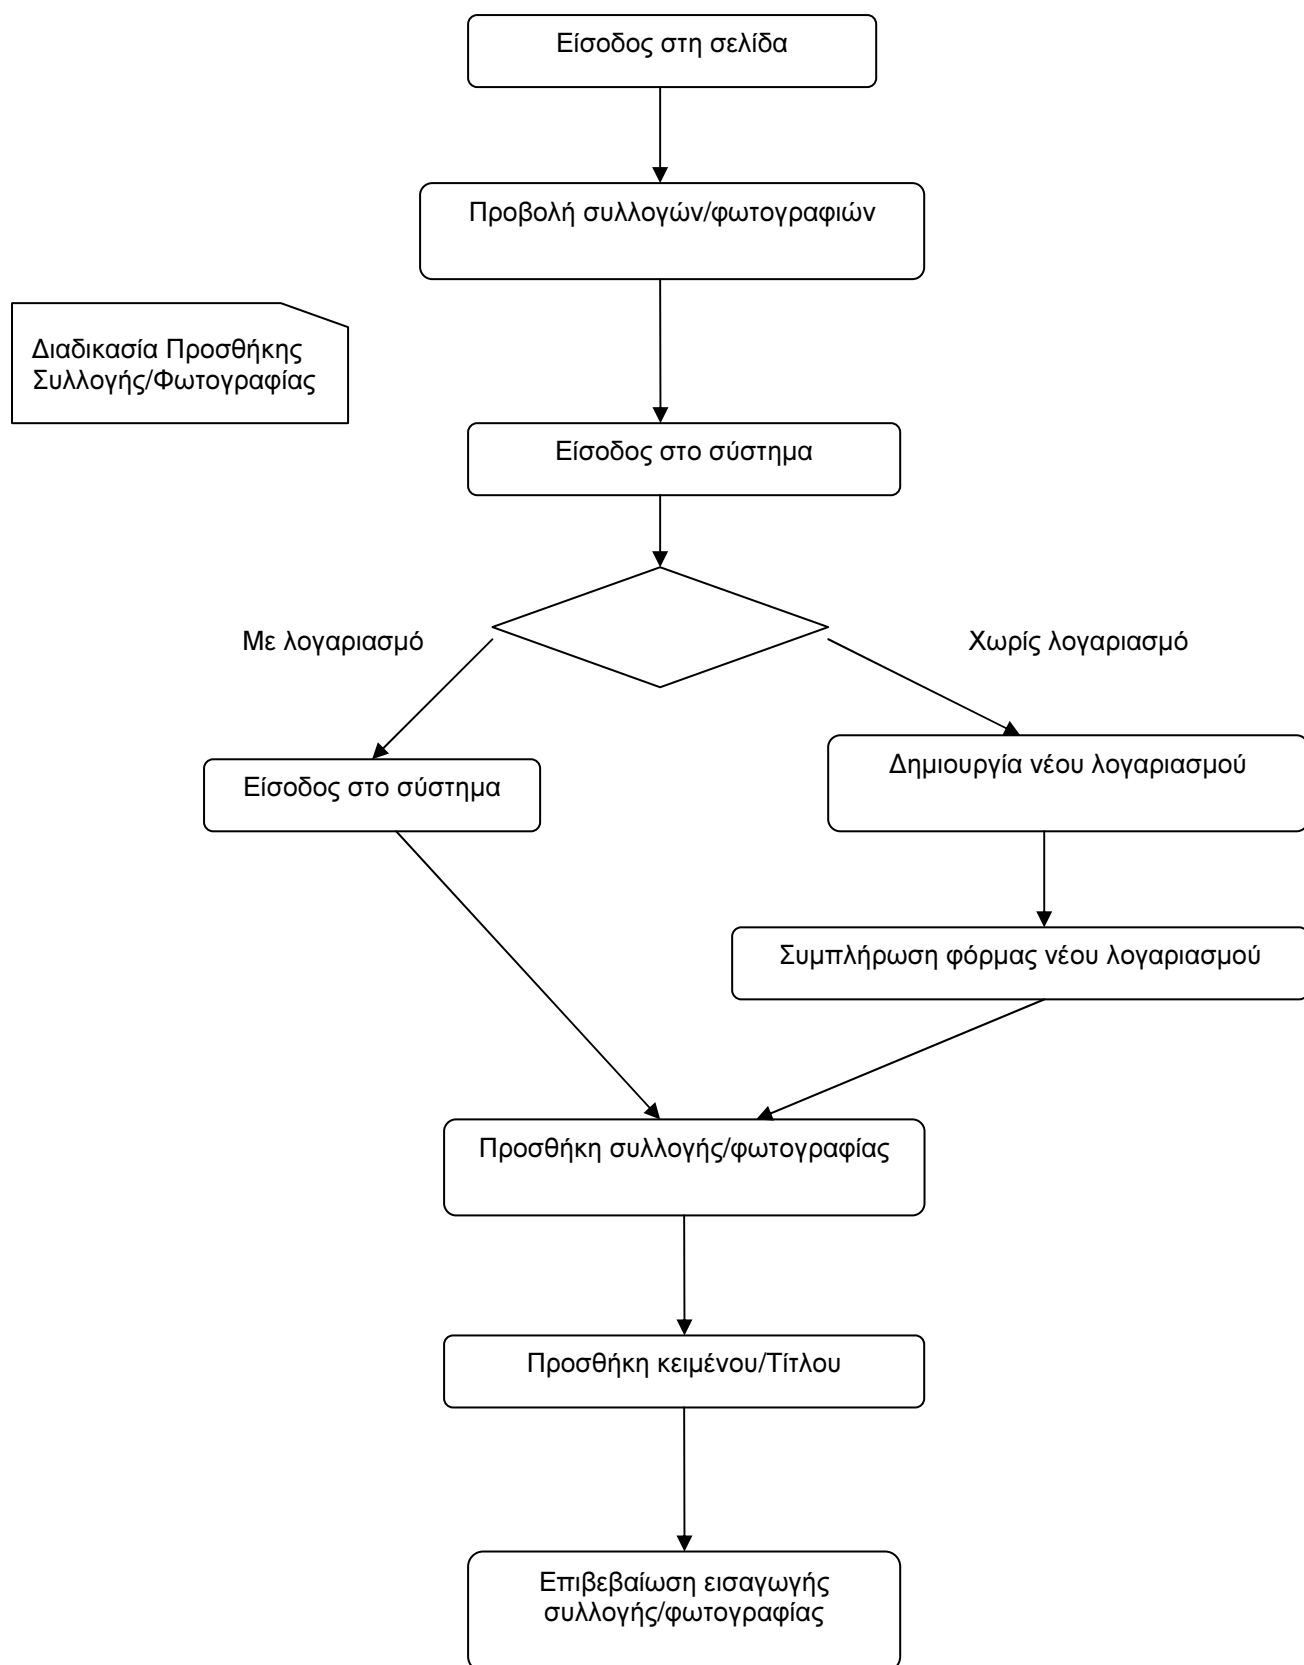 Είσοδος στη σελίδα
Προβολή συλλογών/φωτογραφιών
Διαδικασία Προσθήκης
Συλλογής/Φωτογραφίας
Είσοδος στο σύστημα
Με λογαριασμό
Χωρίς λογαριασμό
Είσοδος στο σύστημα
Δημιουργία νέου λογαριασμού
Συμπλήρωση φόρμας νέου λογαριασμού
Προσθήκη συλλογής/φωτογραφίας
Προσθήκη κειμένου/Τίτλου
Επιβεβαίωση εισαγωγής
συλλογής/φωτογραφίας